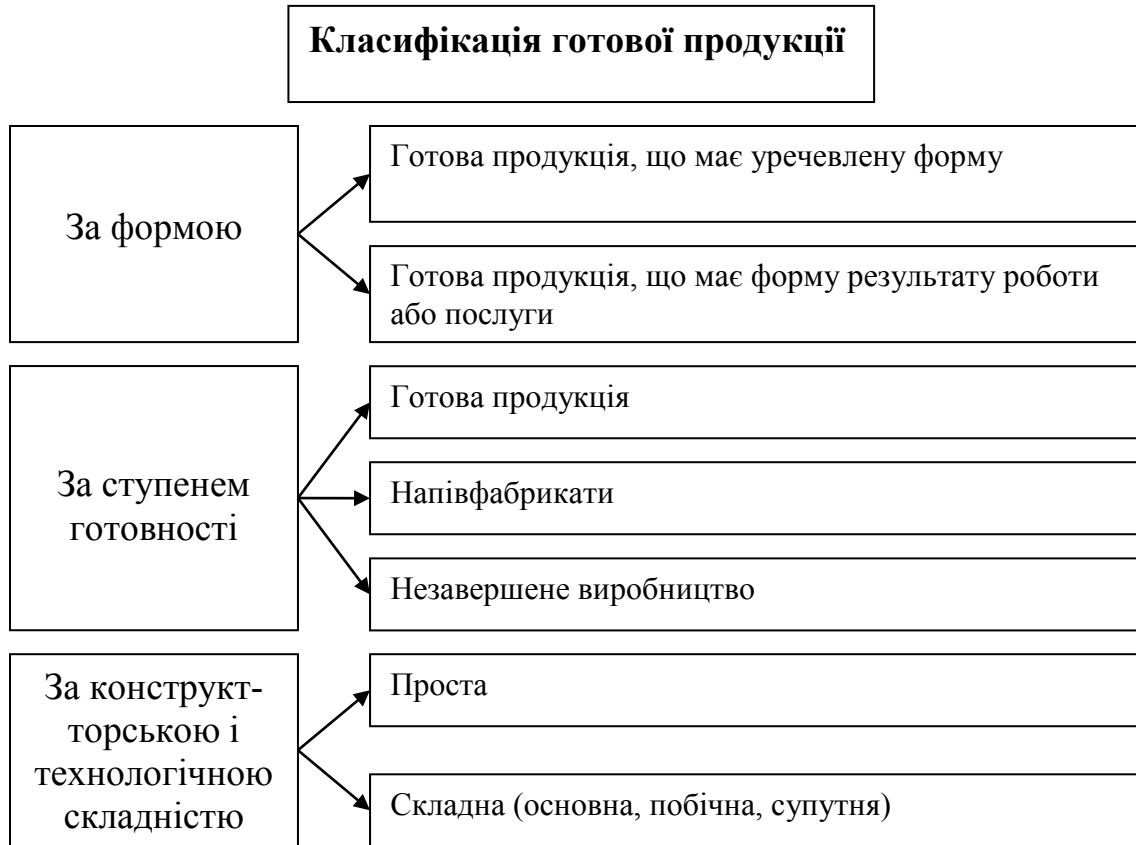 Класифікація готової продукції
За формою
Готова продукція, що має уречевлену форму
Готова продукція, що має форму результату роботи
або послуги
За ступенем
готовності
Готова продукція
Напівфабрикати
Незавершене виробництво
За конструкт-
торською і
технологічною
складністю
Проста
Складна (основна, побічна, супутня)